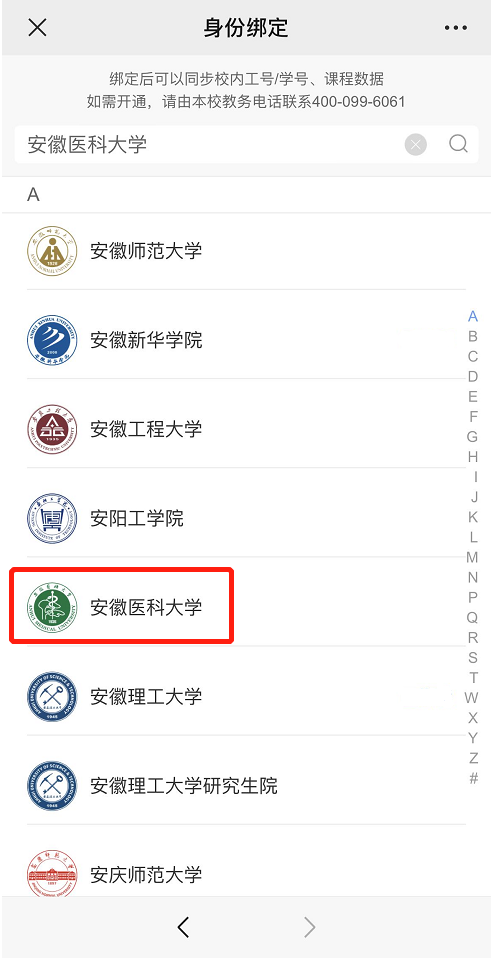 身份绑定
绑定后可以同步校内工号/学号、课程数据
如需开通，请由本校教务电话联系400-099-6061
安徽医科大学
A
安徽师范大学
安徽新华学院
安徽工程大学
安阳工学院
安徽医科大学
安徽理工大学
安徽理工大学研究生院
安庆师范大学
A
B
C
D
E
F
G
H
I
J
K
L
M
N
P
Q
R
S
T
W
X
Y
Z
#